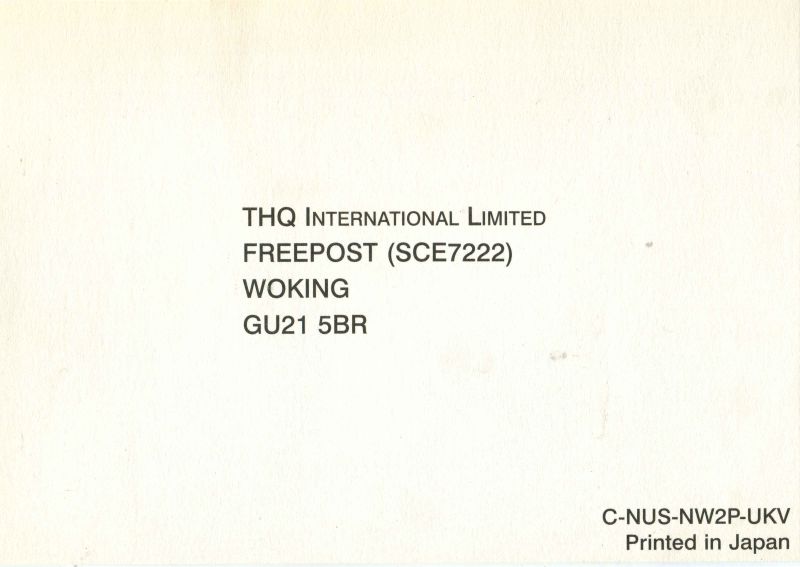 THQ INTERNATIONAL LIMITED
FREEPOST (SCE7222)
WOKING
GU21 5BR
C-NUS-NW2P-UKV
Printed in Japan